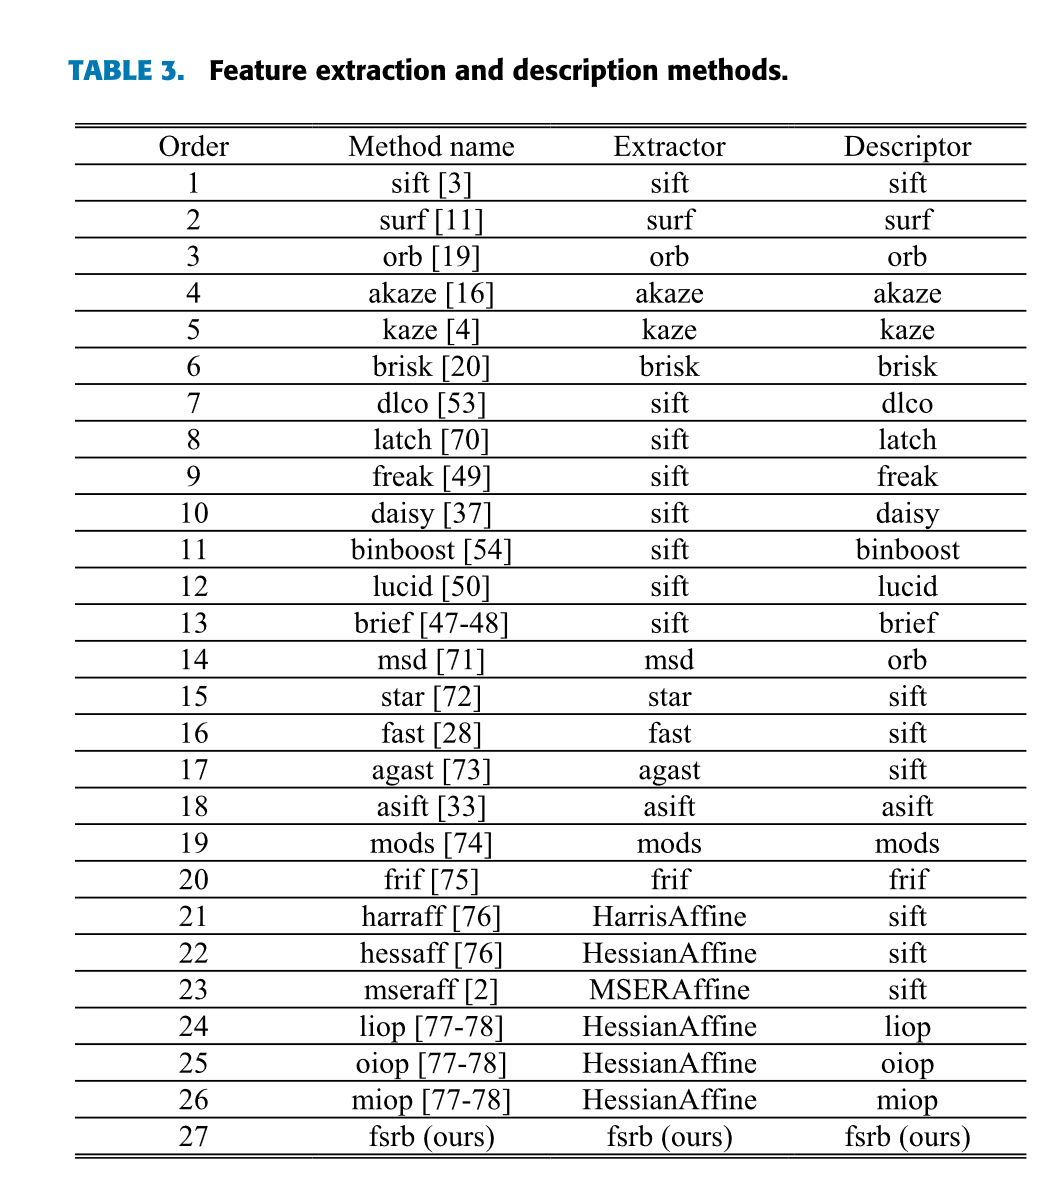 TABLE 3. Feature extraction and description methods.
Order Method name Extractor Descriptor
1 sift [3] sift sift
2 surf [11] surf surf
3 orb [19] orb orb
4 akaze [16] akaze akaze
5 kaze [4] kaze kaze
6 brisk [20] brisk brisk
7 dlco [53] sift dlco
8 latch [70] sift latch
9 freak [49] sift freak
10 daisy [37] sift daisy
11 binboost [54] sift binboost
12 lucid [50] sift lucid
13 brief [47-48] sift brief
14 msd [71] msd orb
15 star [72] star sift
16 fast [28] fast sift
17 agast [73] agast sift
18 asift [33] asift asift
19 mods [74] mods mods
20 frif [75] frif frif
21 harraff [76] HarrisAffine sift
22 hessaff [76] HessianAffine sift
23 mseraff [2] MSERAffine sift
24 liop [77-78] HessianAffine liop
25 oiop [77-78] HessianAffine oiop
26 miop [77-78] HessianAffine miop
27 fsrb (ours) fsrb (ours) fsrb (ours)